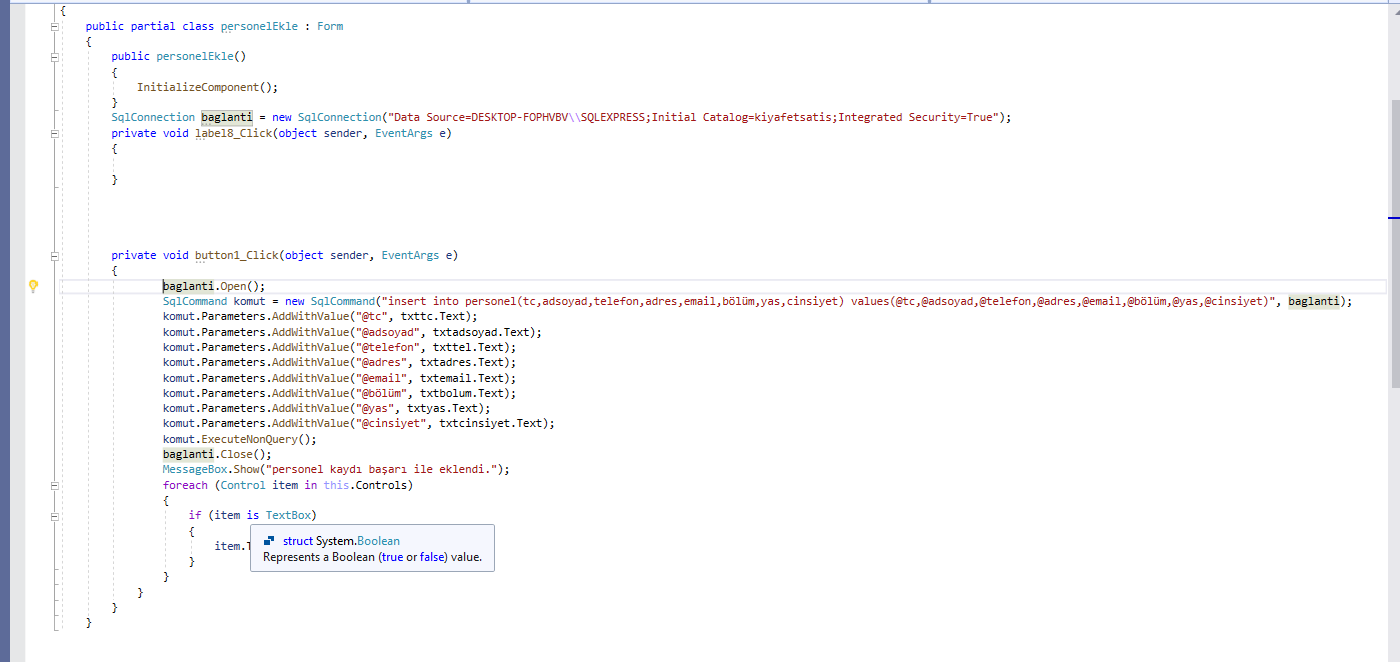 {
public partial class personelEkle : Form
{
public personelEkle()
{
InitializeComponent();
}
SqlConnection baglanti = new SqlConnection("Data Source=DESKTOP-FOPHVBV\\SQLEXPRESS;Initial Catalog=kiyafetsatis;Integrated Security=True");
private void label8_Click(object sender, EventArgs e)
{
}
private void button1_Click(object sender, EventArgs e)
{
baglanti.Open();
SqlCommand komut = new SqlCommand("insert into personel(tc,adsoyad,telefon,adres,email,bölüm,yas,cinsiyet) values(@tc,@adsoyad,@telefon,@adres,@email,@bölüm,@yas,@cinsiyet)", baglanti);
komut.Parameters.AddWithValue("@tc", txttc.Text);
komut.Parameters.AddWithValue("@adsoyad", txtadsoyad.Text);
komut.Parameters.AddWithValue("@telefon", txttel.Text);
komut.Parameters.AddWithValue("@adres", txtadres.Text);
komut.Parameters.AddWithValue("@email", txtemail.Text);
komut.Parameters.AddWithValue("@bölüm", txtbolum.Text);
komut.Parameters.AddWithValue("@yas", txtyas.Text);
komut.Parameters.AddWithValue("@cinsiyet", txtcinsiyet.Text);
komut.ExecuteNonQuery();
baglanti.Close();
MessageBox.Show("personel kaydı başarı ile eklendi.");
foreach (Control item in this.Controls)
{
if (item is TextBox)
{
struct System.Boolean
item.
Represents a Boolean (true or false) value.
}
}
}
}
}